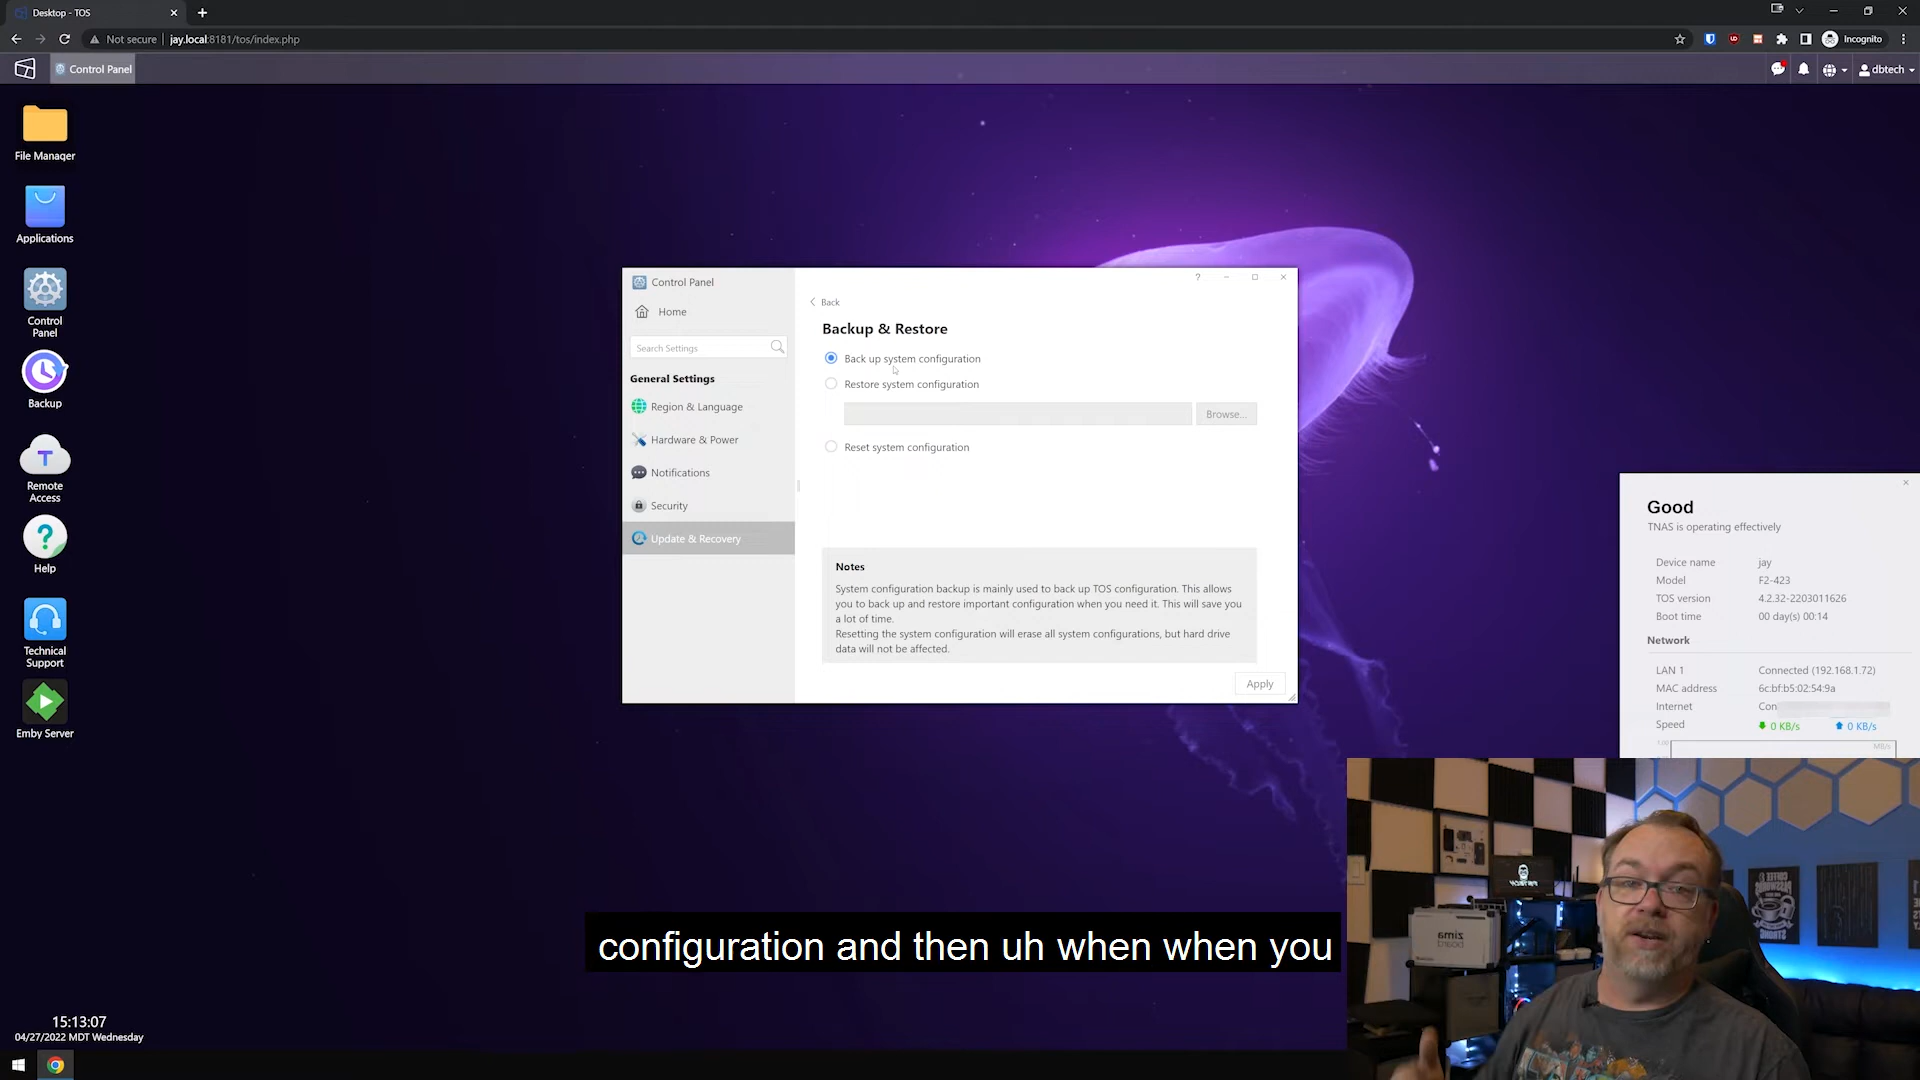 Desktop - TOS
Not secure
jay.local:8181/tos/index.php
Incognito
Control Panel
dbtech
File Manager
Applications
Control
Panel
Backup
T
Remote
Access
?
Help
Technical
Support
Emby Server
15:13:07
04/27/2022 MDT Wednesday
Control Panel
Home
Search Settings
General Settings
Region & Language
Hardware & Power
Notifications
Security
Update & Recovery
?
Back
Backup & Restore
Back up system configuration
Restore system configuration
Browse...
Reset system configuration
Notes
System configuration backup is mainly used to back up TOS configuration. This allows
you to back up and restore important configuration when you need it. This will save you
a lot of time.
Resetting the system configuration will erase all system configurations, but hard drive
data will not be affected.
Apply
Good
TNAS is operating effectively
Device name jay
Model F2-423
TOS version 4.2.32-2203011626
Boot time 00 day(s) 00:14
Network
LAN 1 Connected (192.168.1.72)
MAC address 6c:bf:b5:02:54:9a
Internet Con
Speed 0 KB/s 0 KB/s
1.00 MB/s
zima
board
COFFEE &
PASSWORDS
configuration and then uh when when you